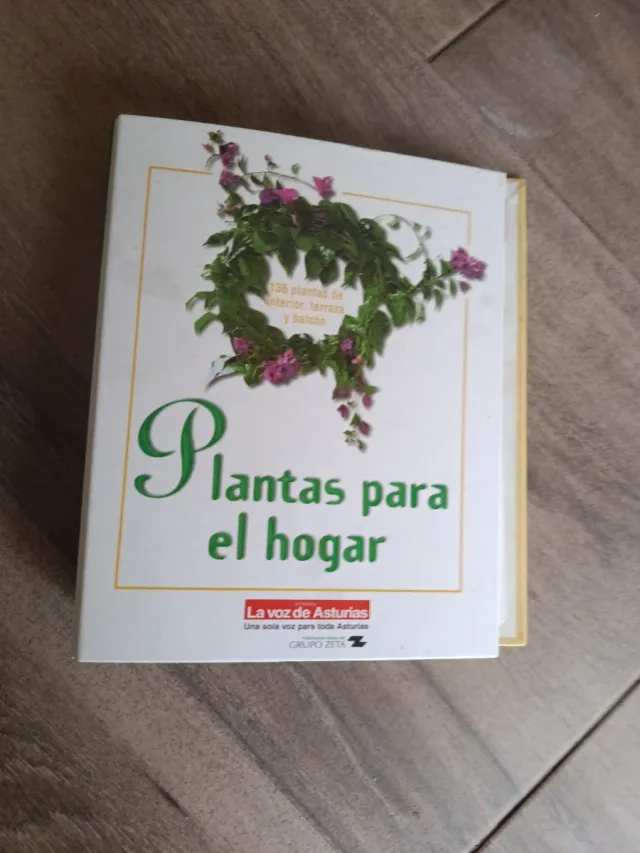 138 plantas de
interior, terraza
y balcón
Plantas para
el hogar
La voz de Asturias
Una sola voz para toda Asturias
GRUPO ZETA